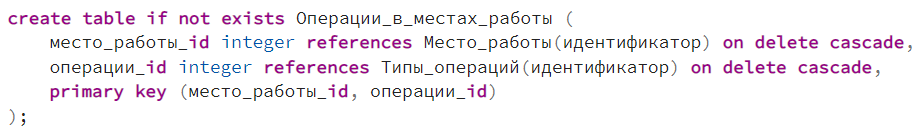 create table if not exists Операции_в_местах_работы (
место_работы_id integer references Место_работы(идентификатор) on delete cascade,
операции_id integer references Типы_операций(идентификатор) on delete cascade,
primary key (место_работы_id, операции_id)
);